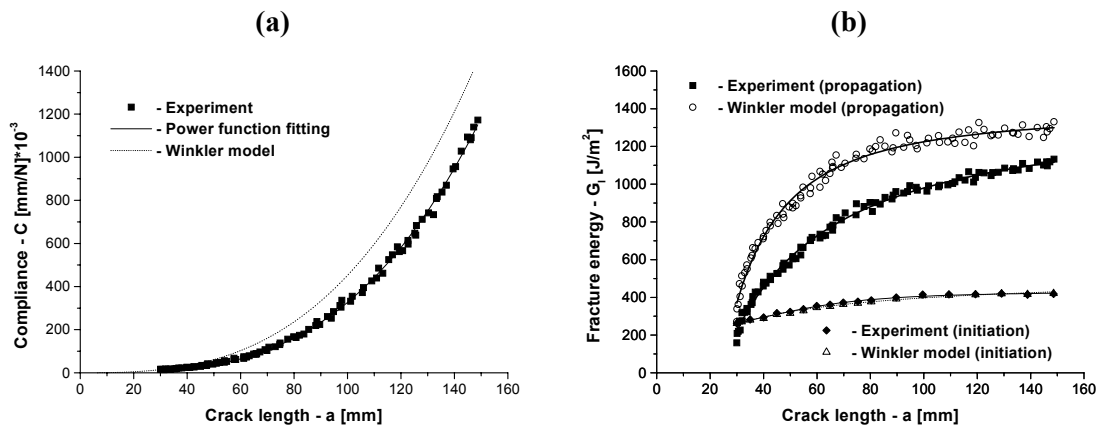 (a)
(b)
1400
1200
1000
800
600
400
200
0
0 20 40 60 80 100 120 140 160
Compliance - C [mm/N]*10-3
Crack length - a [mm]
- Experiment
- Power function fitting
- Winkler model
1600
1400
1200
1000
800
600
400
200
0
0 20 40 60 80 100 120 140 160
Fracture energy - GI [J/m2]
Crack length - a [mm]
- Experiment (propagation)
- Winkler model (propagation)
- Experiment (initiation)
- Winkler model (initiation)